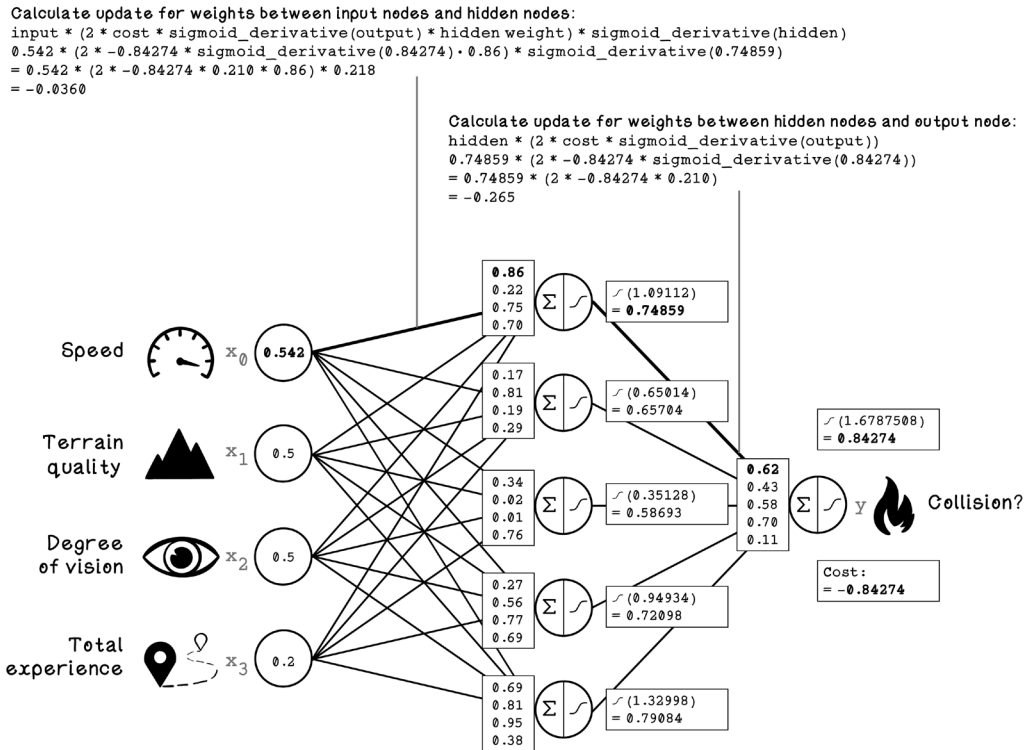 Calculate update for weights between input nodes and hidden nodes:
input * (2 * cost * sigmoid_derivative(output) * hidden weight) * sigmoid_derivative(hidden)
0.542 * (2 * -0.84274 * sigmoid_derivative(0.84274) · 0.86) * sigmoid_derivative(0.74859)
= 0.542 * (2 * -0.84274 * 0.210 * 0.86) * 0.218
= -0.0360
Calculate update for weights between hidden nodes and output node:
hidden * (2 * cost * sigmoid_derivative(output))
0.74859 * (2 * -0.84274 * sigmoid_derivative(0.84274))
= 0.74859 * (2 * -0.84274 * 0.210)
= -0.265
Speed
x0
0.542
Terrain
quality
x1
0.5
Degree
of vision
x2
0.5
Total
experience
x3
0.2
0.86
0.22
0.75
0.70
Σ
(1.09112)
= 0.74859
0.17
0.81
0.19
0.29
Σ
(0.65014)
= 0.65704
0.34
0.02
0.01
0.76
Σ
(0.35128)
= 0.58693
0.27
0.56
0.77
0.69
Σ
(0.94934)
= 0.72098
0.69
0.81
0.95
0.38
Σ
(1.32998)
= 0.79084
0.62
0.43
0.58
0.70
0.11
Σ
(1.6787508)
= 0.84274
y
Collision?
Cost:
= -0.84274